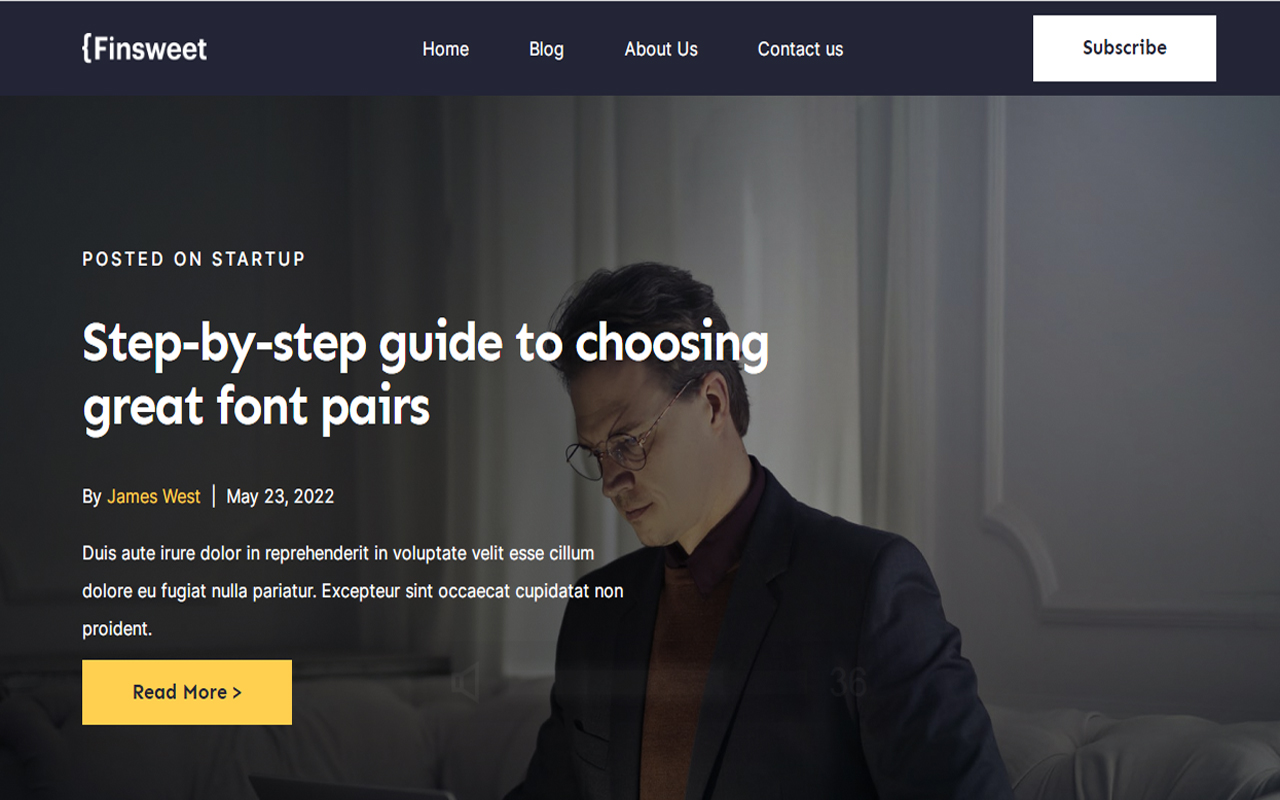 {Finsweet
Home
Blog
About Us
Contact us
Subscribe
POSTED ON STARTUP
Step-by-step guide to choosing
great font pairs
By James West | May 23, 2022
Duis aute irure dolor in reprehenderit in voluptate velit esse cillum
dolore eu fugiat nulla pariatur. Excepteur sint occaecat cupidatat non
proident.
Read More >
36